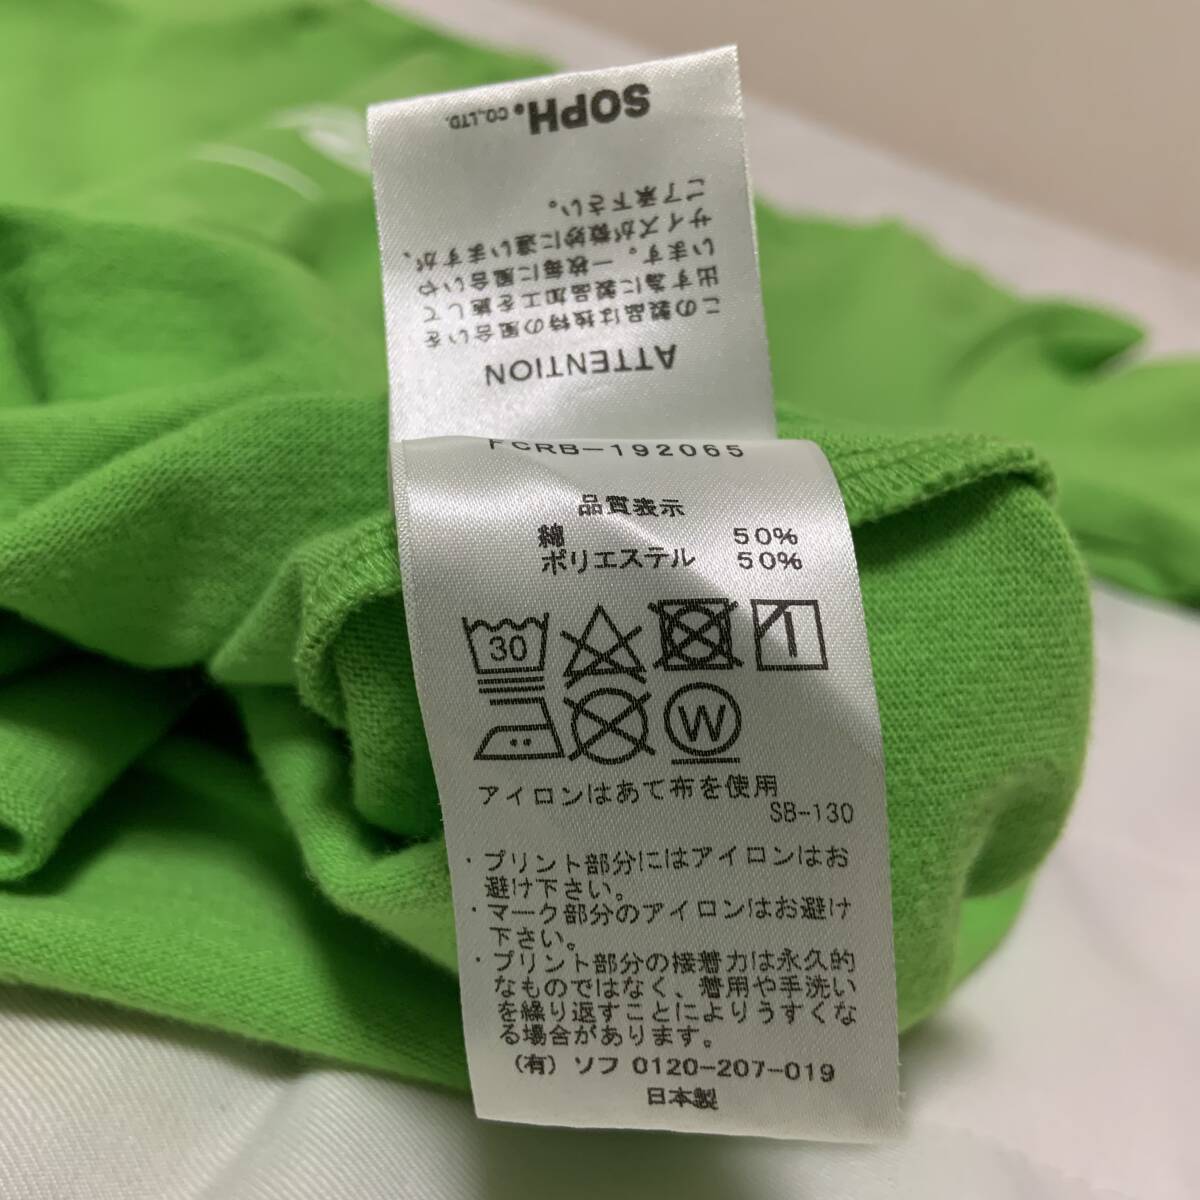 SOPH. CO.,LTD.
ATTENTION
この製品は独特の風合いを
出す為に製品加工を施して
います。一枚毎に風合いや
サイズが微妙に違いますが、
ご了承下さい。
FCRB-192065
品質表示
綿 50%
ポリエステル 50%
30
W
アイロンはあて布を使用
SB-130
・プリント部分にはアイロンはお
避け下さい。
・マーク部分のアイロンはお避け
下さい。
・プリント部分の接着力は永久的
なものではなく、着用や手洗い
を繰り返すことによりうすくな
る場合があります。
(有) ソフ 0120-207-019
日本製